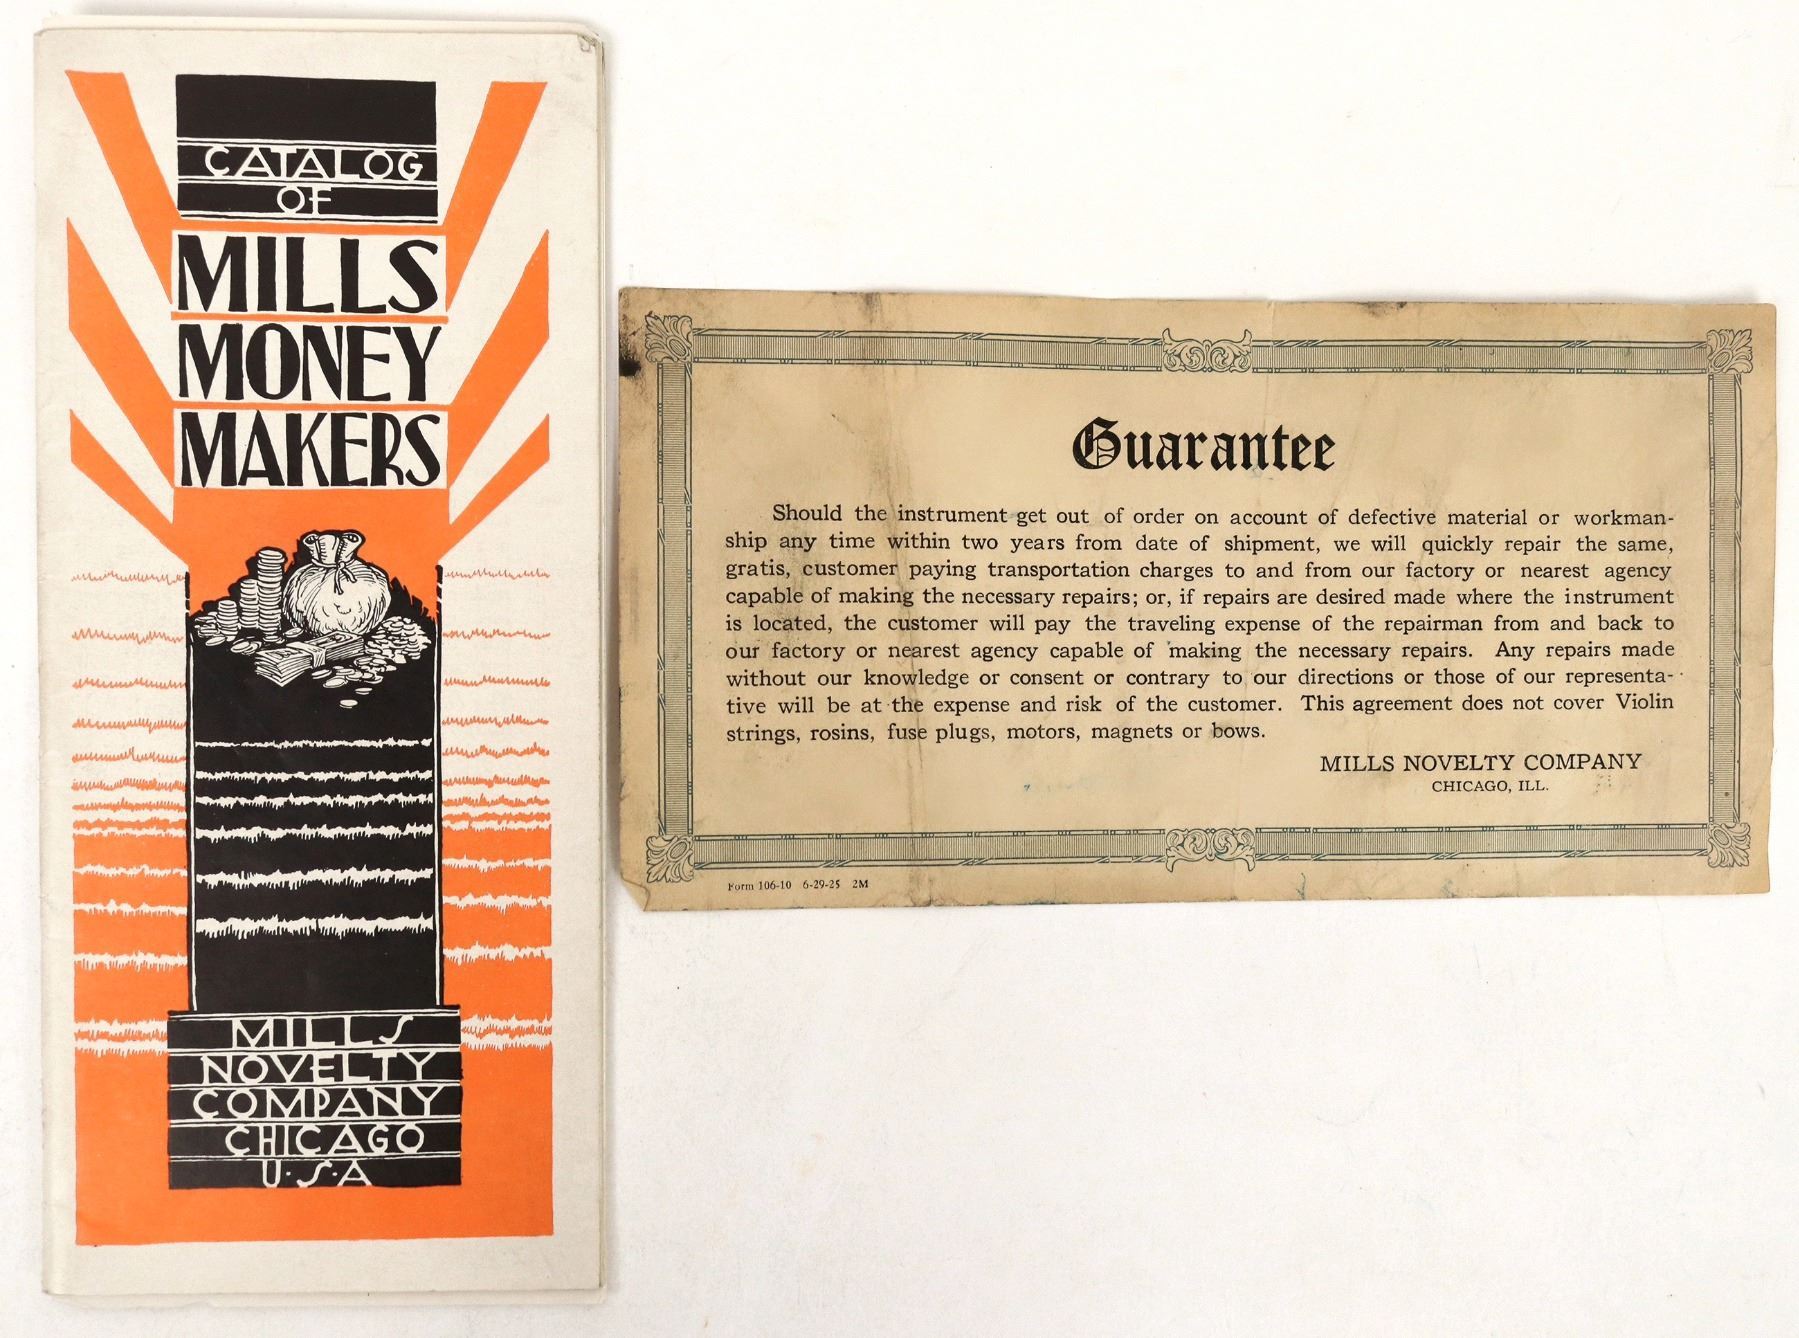 CATALOG
OF
MILLS
MONEY
MAKERS
MILLS
NOVELTY
COMPANY
CHICAGO
U·S·A
Guarantee
Should the instrument get out of order on account of defective material or workman-
ship any time within two years from date of shipment, we will quickly repair the same,
gratis, customer paying transportation charges to and from our factory or nearest agency
capable of making the necessary repairs; or, if repairs are desired made where the instrument
is located, the customer will pay the traveling expense of the repairman from and back to
our factory or nearest agency capable of making the necessary repairs. Any repairs made
without our knowledge or consent or contrary to our directions or those of our representa-
tive will be at the expense and risk of the customer. This agreement does not cover Violin
strings, rosins, fuse plugs, motors, magnets or bows.
MILLS NOVELTY COMPANY
CHICAGO, ILL.
Form 106-10 6-29-25 2M